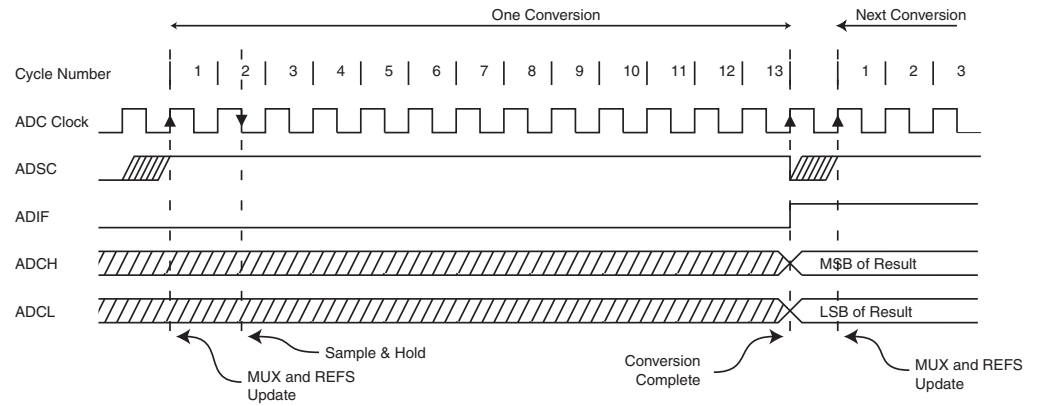 One Conversion
Next Conversion
Cycle Number
1 2 3 4 5 6 7 8 9 10 11 12 13 1 2 3
ADC Clock
ADSC
ADIF
ADCH
MSB of Result
ADCL
LSB of Result
Sample & Hold
MUX and REFS
Update
Conversion
Complete
MUX and REFS
Update